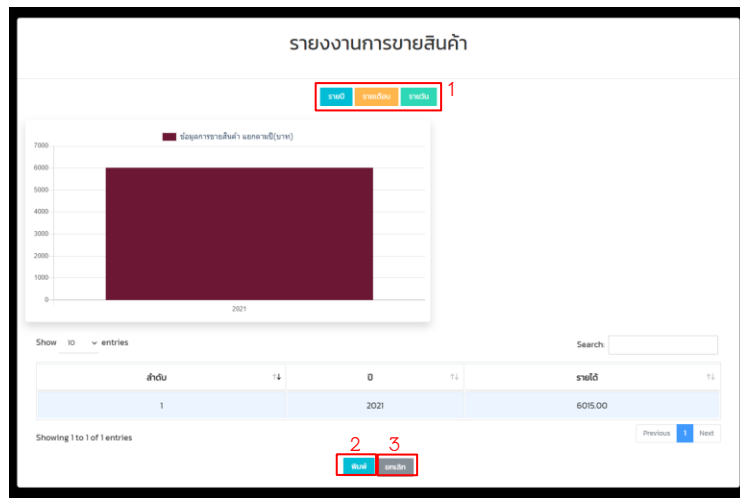 รายงงานการขายสินค้า
รายปี รายเดือน รายวัน 1
ข้อมูลการขายสินค้า แยกตามปี(บาท)
7000
6000
5000
4000
3000
2000
1000
0
2021
Show 10 entries Search:
ลำดับ ปี รายได้
1 2021 6015.00
Showing 1 to 1 of 1 entries Previous 1 Next
2 3
พิมพ์ ยกเลิก